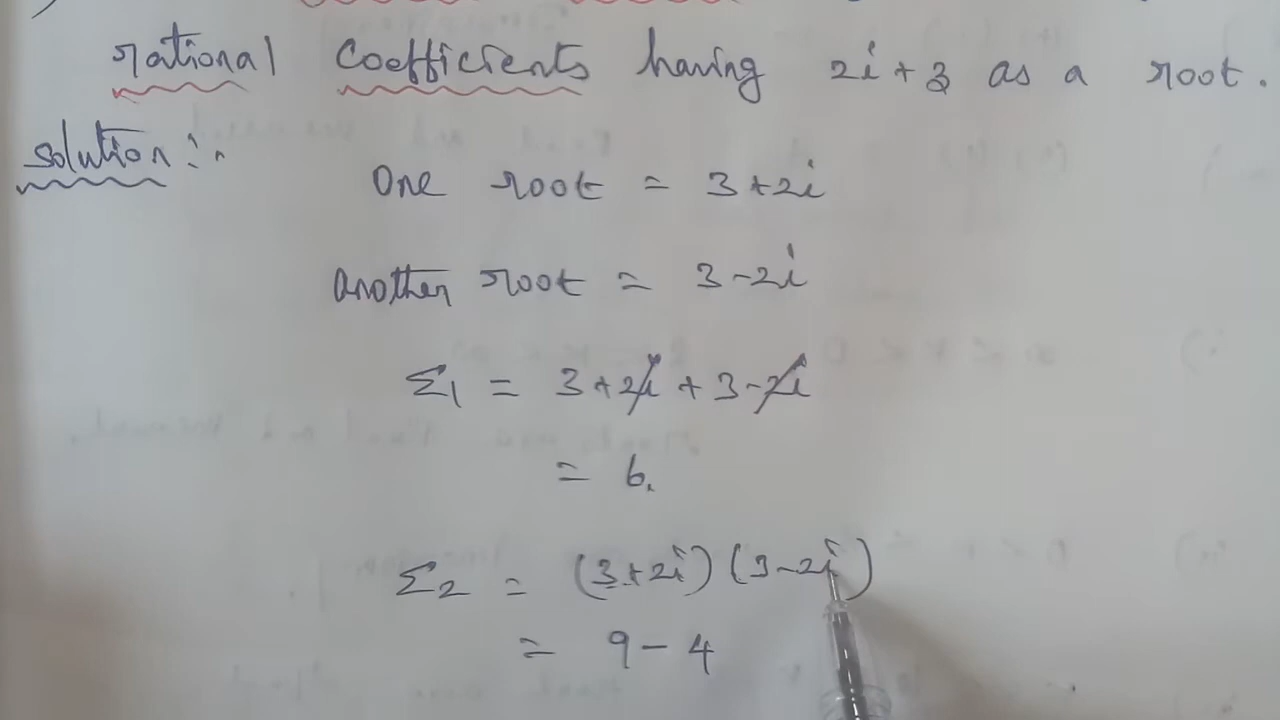 rational coefficients having 2i+3 as a root.
solution:.
One root = 3+2i
another root = 3-2i
Σ1 = 3+2i+3-2i
= 6.
Σ2 = (3+2i)(3-2i)
= 9-4